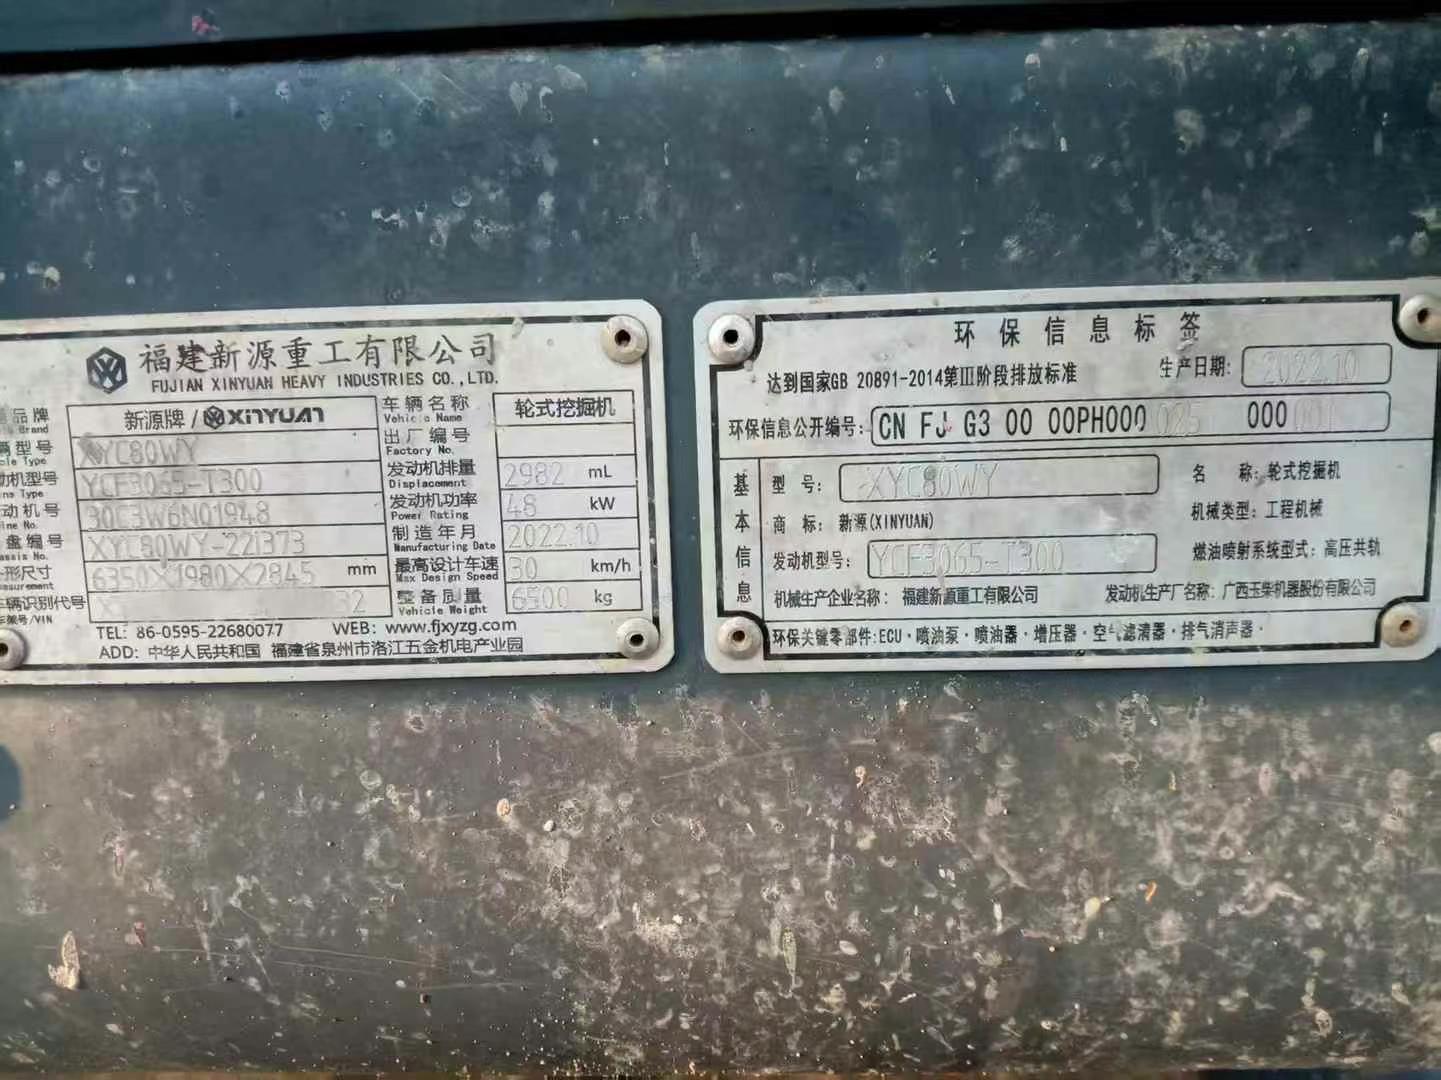 福建新源重工有限公司
FUJIAN XINYUAN HEAVY INDUSTRIES CO.,LTD.
品牌 新源牌/XINYUAN 车辆名称 轮式挖掘机
Brand Vehicle Name
型号 XYC80WY 出厂编号
Type Factory No.
机型号 YCF3065-T300 发动机排量 2982 mL
Type Displacement
动机号 30C3W6N01948 发动机功率 48 kW
No. Power Rating
盘编号 XYC80WY-221373 制造年月 2022.10
No. Manufacturing Date
形尺寸 6350X1980X2845 mm 最高设计车速 30 km/h
Max Design Speed
车辆识别代号 32 整备质量 6500 kg
/VIN Vehicle Weight
TEL: 86-0595-22680077 WEB: www.fjxyzg.com
ADD: 中华人民共和国 福建省泉州市洛江五金机电产业园
环保信息标签
达到国家GB 20891-2014第Ⅲ阶段排放标准 生产日期: 2022.10
环保信息公开编号: CN FJ G3 00 00PH000 025 000 001
基本信息
型 号: XYC80WY 名 称: 轮式挖掘机
商 标: 新源(XINYUAN) 机械类型: 工程机械
发动机型号: YCF3065-T300 燃油喷射系统型式: 高压共轨
机械生产企业名称: 福建新源重工有限公司 发动机生产厂名称: 广西玉柴机器股份有限公司
环保关键零部件:ECU·喷油泵·喷油器·增压器·空气滤清器·排气消声器·